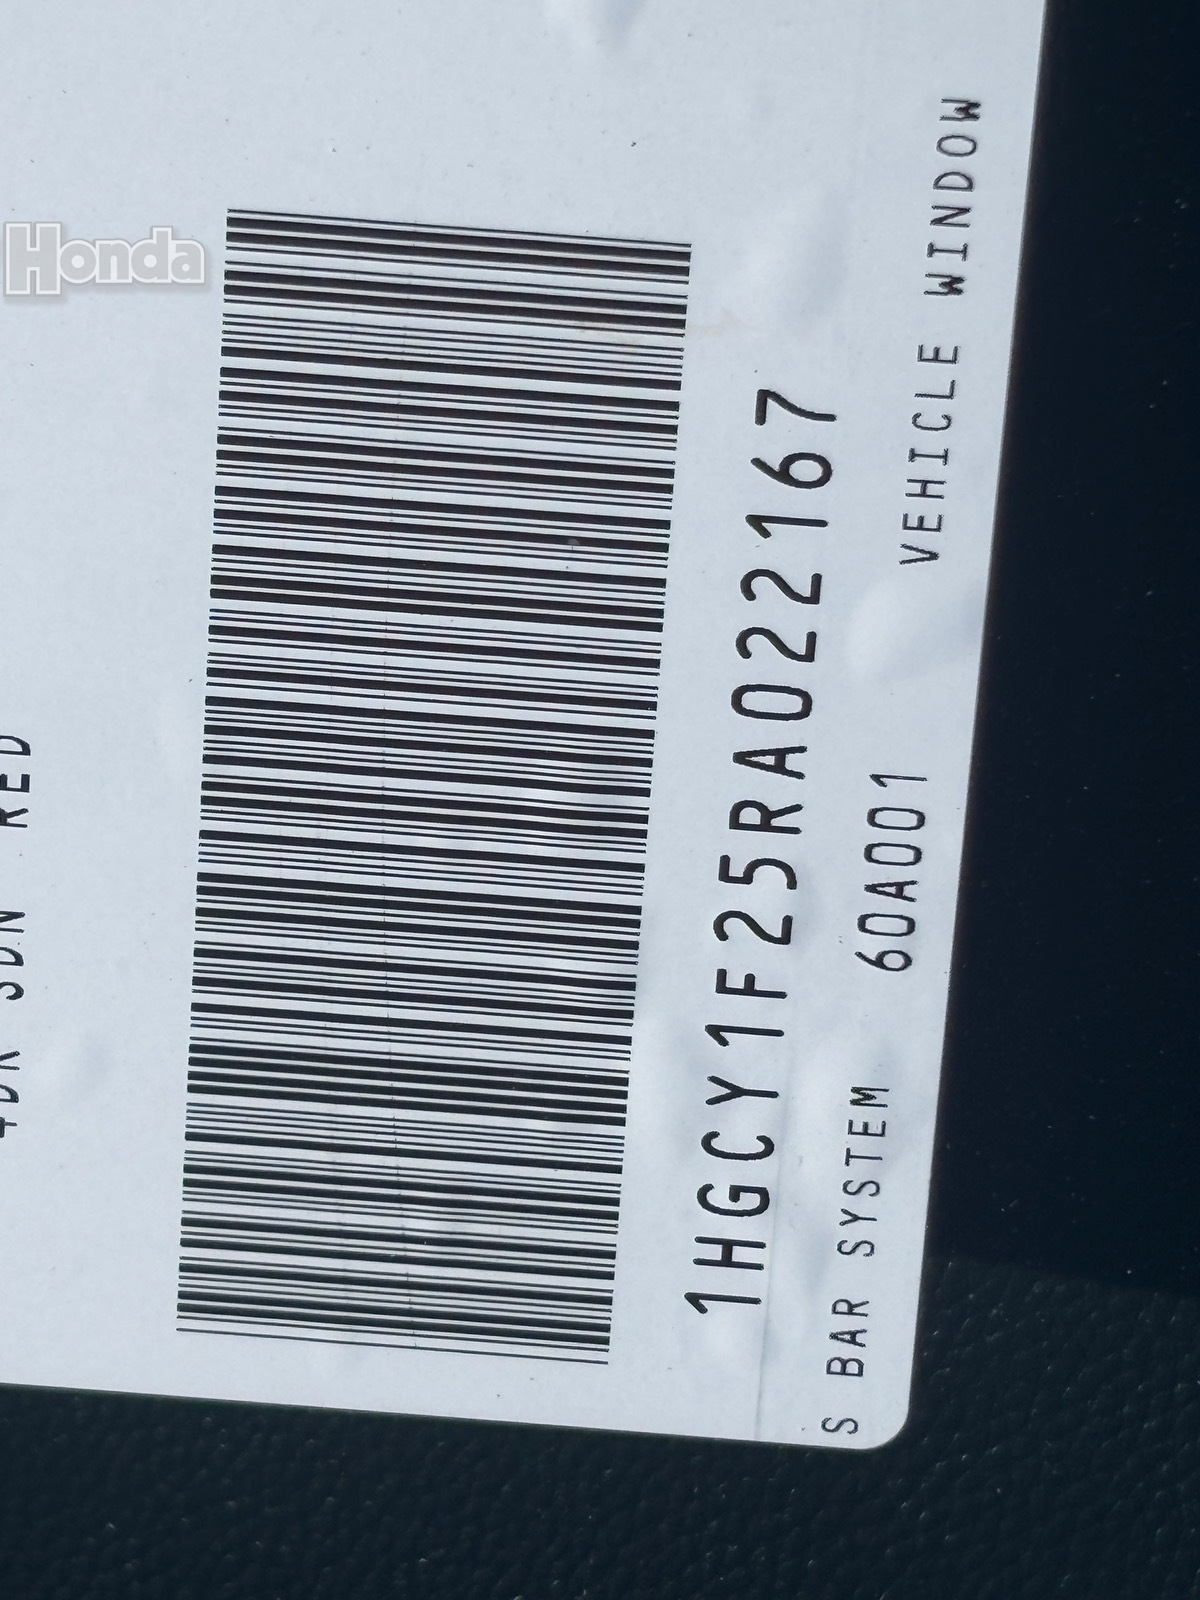 Honda
4DR SDN RED
1HGCY1F25RA022167
S BAR SYSTEM 60A001 VEHICLE WINDOW